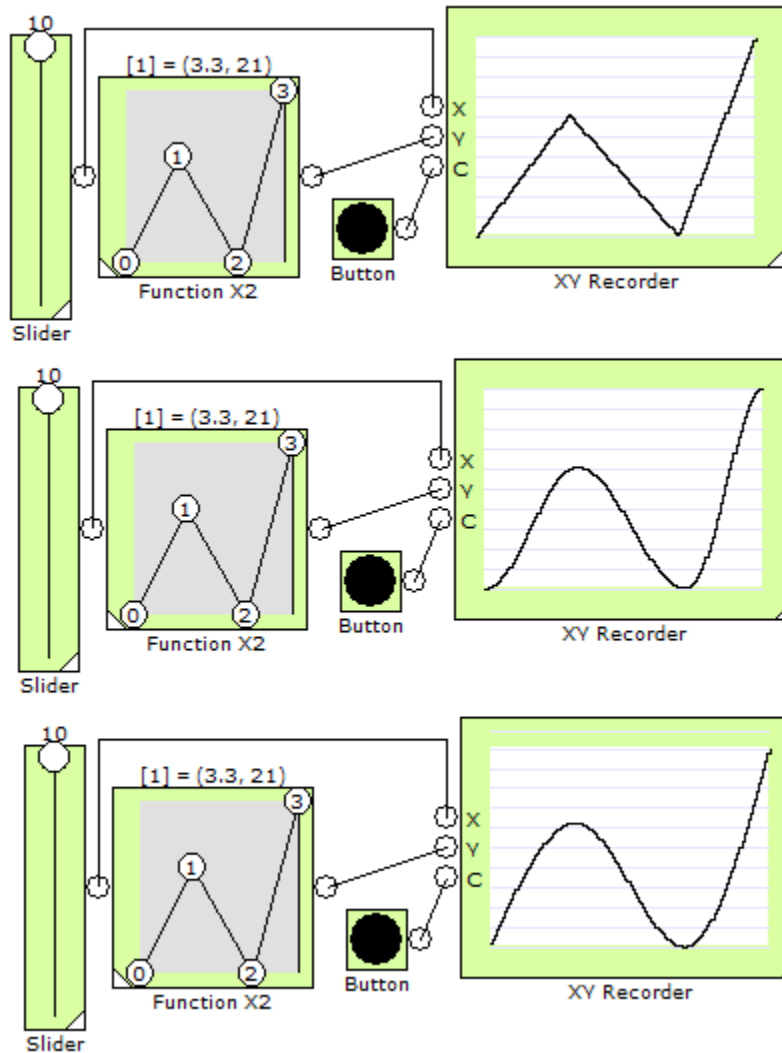 10
[1] = (3.3, 21)
3
1
0
2
X
Y
C
Slider
Function X2
Button
XY Recorder
10
[1] = (3.3, 21)
3
1
0
2
X
Y
C
Slider
Function X2
Button
XY Recorder
10
[1] = (3.3, 21)
3
1
0
2
X
Y
C
Slider
Function X2
Button
XY Recorder